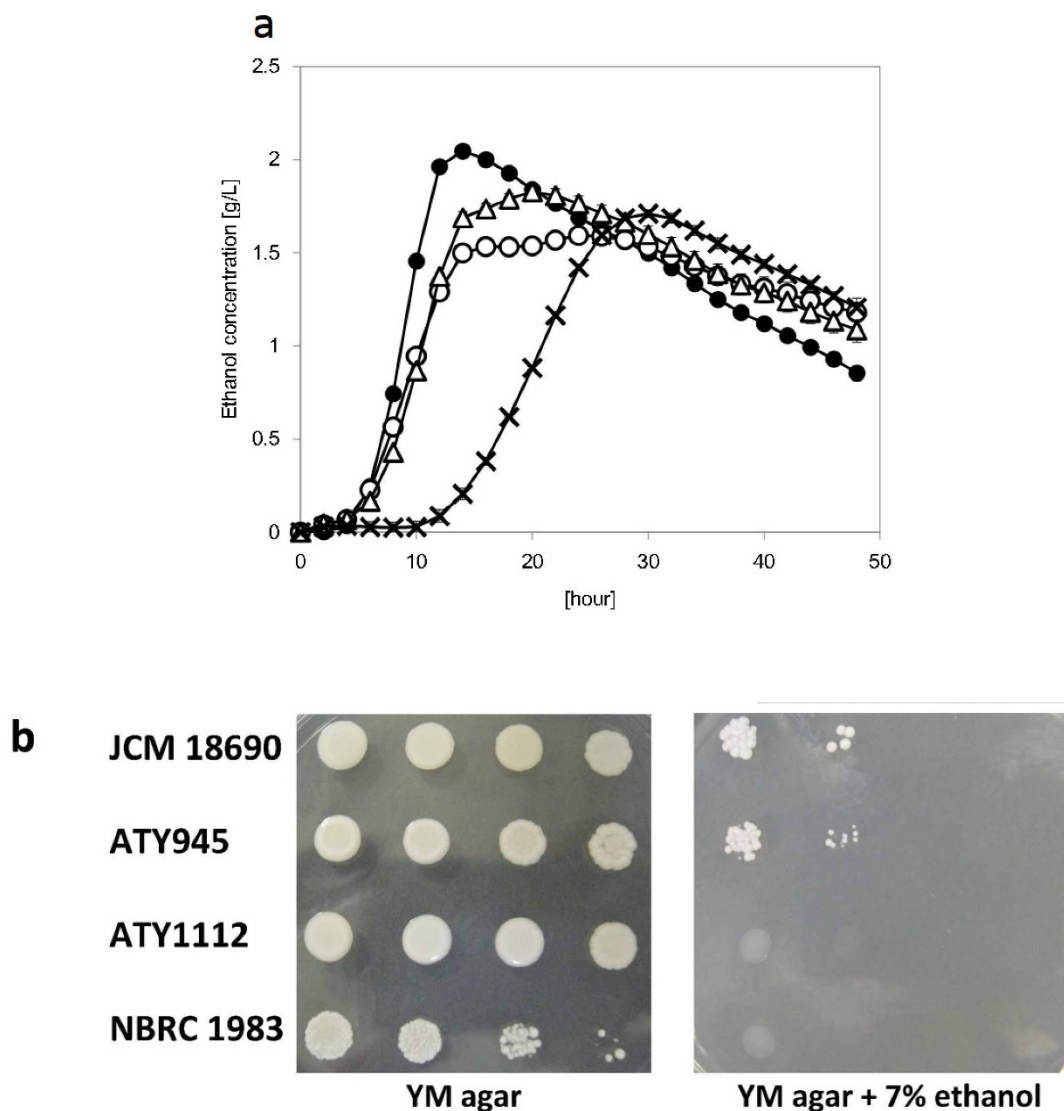 a
2.5
2
1.5
1
0.5
0
Ethanol concentration [g/L]
0 10 20 30 40 50
[hour]
b
JCM 18690
ATY945
ATY1112
NBRC 1983
YM agar YM agar + 7% ethanol